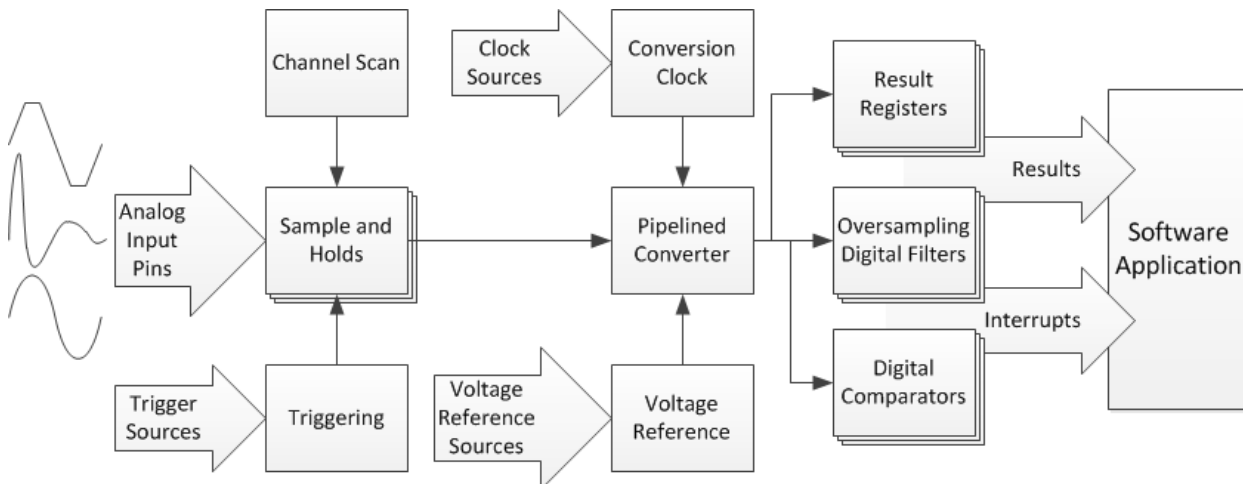 Channel Scan
Clock
Sources
Conversion
Clock
Result
Registers
Analog
Input
Pins
Sample and
Holds
Pipelined
Converter
Oversampling
Digital Filters
Results
Software
Application
Interrupts
Trigger
Sources
Triggering
Voltage
Reference
Sources
Voltage
Reference
Digital
Comparators